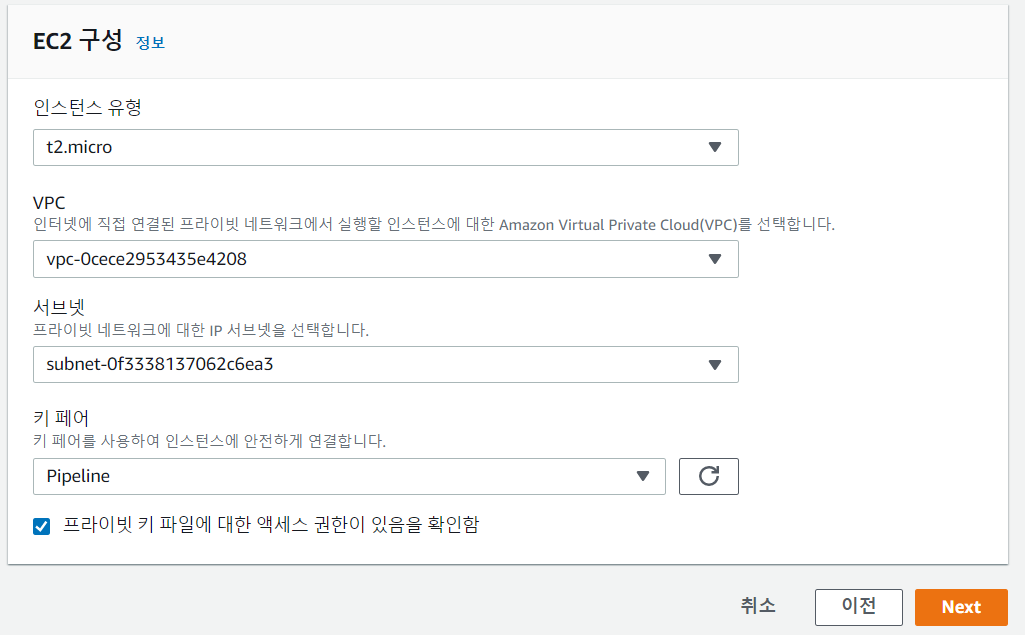 EC2 구성 정보
인스턴스 유형
t2.micro
VPC
인터넷에 직접 연결된 프라이빗 네트워크에서 실행할 인스턴스에 대한 Amazon Virtual Private Cloud(VPC)를 선택합니다.
vpc-0cece2953435e4208
서브넷
프라이빗 네트워크에 대한 IP 서브넷을 선택합니다.
subnet-0f3338137062c6ea3
키 페어
키 페어를 사용하여 인스턴스에 안전하게 연결합니다.
Pipeline
프라이빗 키 파일에 대한 액세스 권한이 있음을 확인함
취소 이전 Next